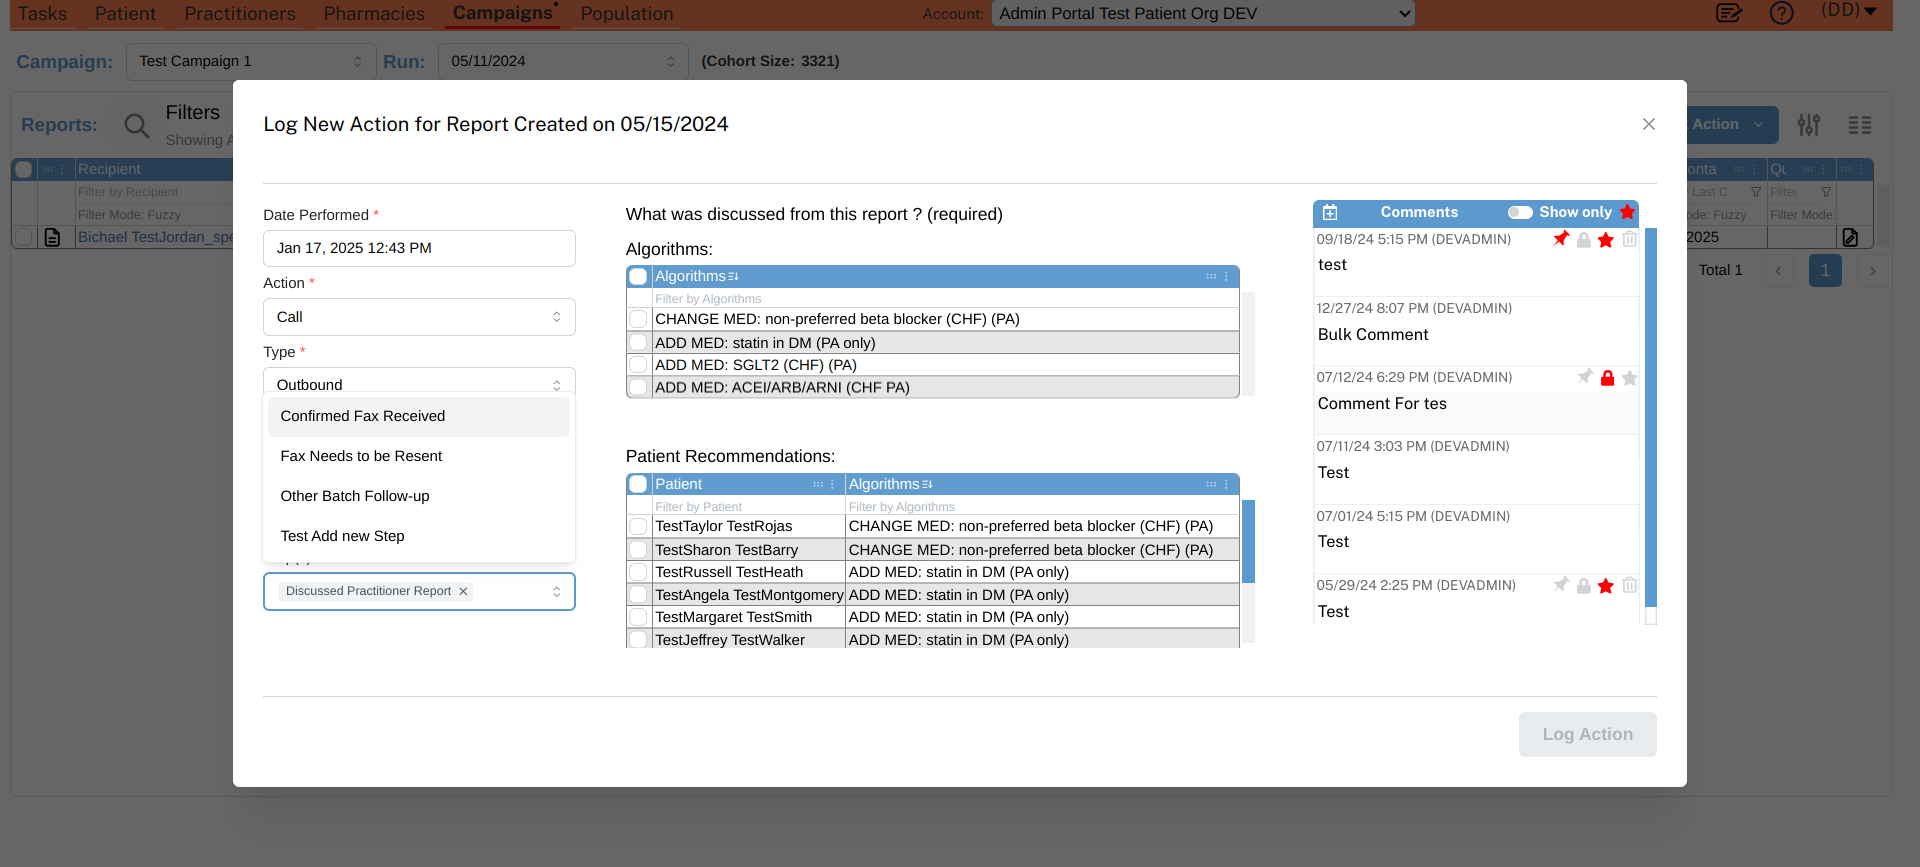 Tasks Patient Practitioners Pharmacies Campaigns Population Account: Admin Portal Test Patient Org DEV (DD)
Campaign: Test Campaign 1 Run: 05/11/2024 (Cohort Size: 3321)
Reports: Filters
Showing
Action
Recipient
Filter by Recipient
Filter Mode: Fuzzy
Bichael TestJordan_spe
Last C Filter
ode: Fuzzy Filter Mode:
2025
Total 1 1
Log New Action for Report Created on 05/15/2024
Date Performed *
Jan 17, 2025 12:43 PM
Action *
Call
Type *
Outbound
Confirmed Fax Received
Fax Needs to be Resent
Other Batch Follow-up
Test Add new Step
Discussed Practitioner Report
What was discussed from this report ? (required)
Algorithms:
Algorithms
Filter by Algorithms
CHANGE MED: non-preferred beta blocker (CHF) (PA)
ADD MED: statin in DM (PA only)
ADD MED: SGLT2 (CHF) (PA)
ADD MED: ACEI/ARB/ARNI (CHF PA)
Patient Recommendations:
Patient Algorithms
Filter by Patient Filter by Algorithms
TestTaylor TestRojas CHANGE MED: non-preferred beta blocker (CHF) (PA)
TestSharon TestBarry CHANGE MED: non-preferred beta blocker (CHF) (PA)
TestRussell TestHeath ADD MED: statin in DM (PA only)
TestAngela TestMontgomery ADD MED: statin in DM (PA only)
TestMargaret TestSmith ADD MED: statin in DM (PA only)
TestJeffrey TestWalker ADD MED: statin in DM (PA only)
Comments Show only
09/18/24 5:15 PM (DEVADMIN)
test
12/27/24 8:07 PM (DEVADMIN)
Bulk Comment
07/12/24 6:29 PM (DEVADMIN)
Comment For tes
07/11/24 3:03 PM (DEVADMIN)
Test
07/01/24 5:15 PM (DEVADMIN)
Test
05/29/24 2:25 PM (DEVADMIN)
Test
Log Action